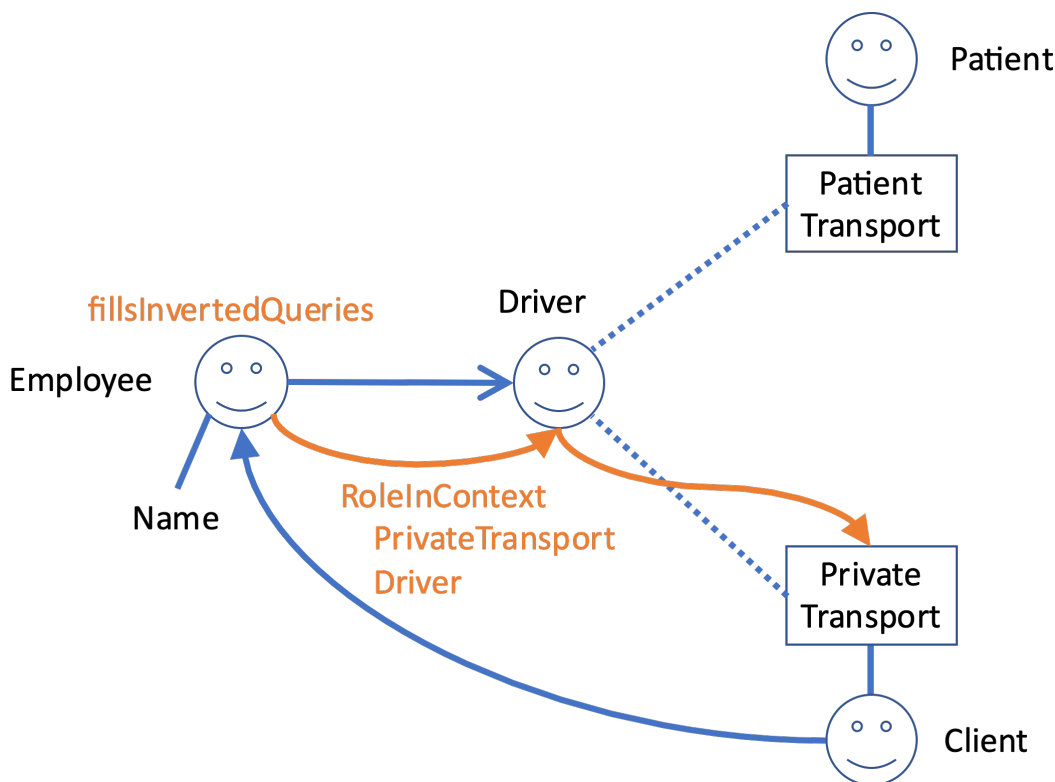 Patient
Patient
Transport
fillsInvertedQueries
Driver
Employee
Name
RoleInContext
PrivateTransport
Driver
Private
Transport
Client